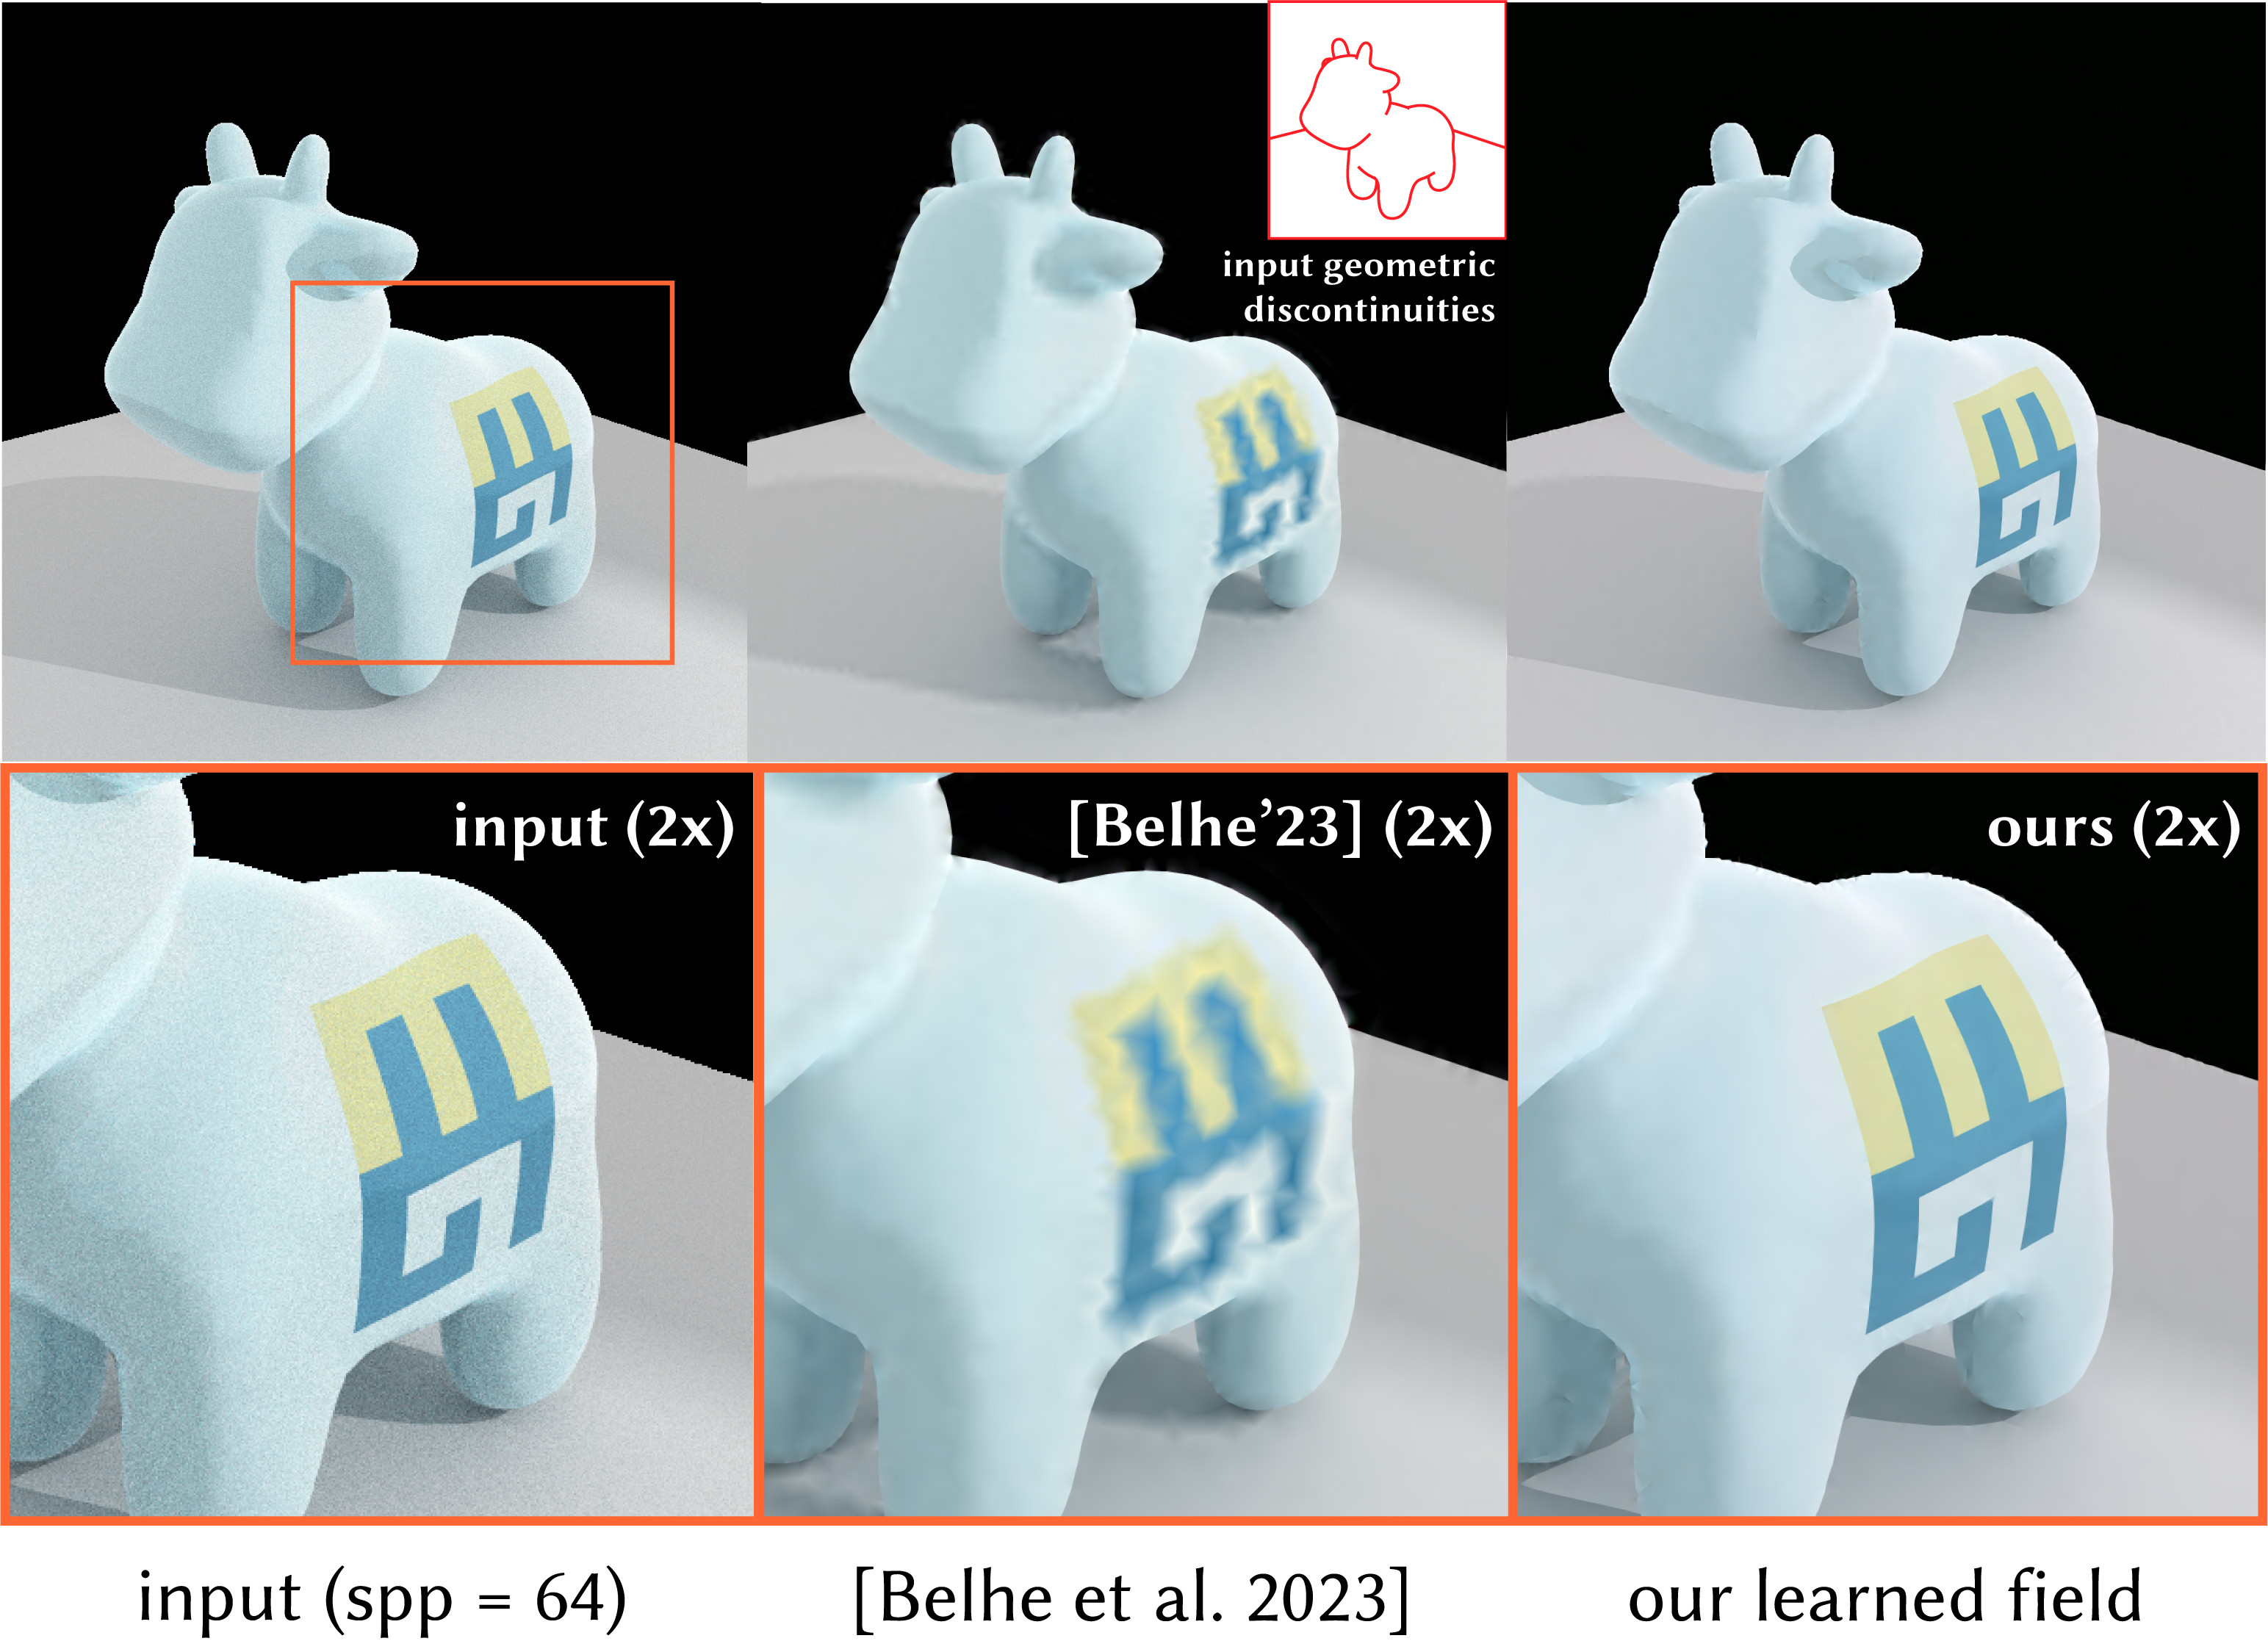 input geometric
discontinuities
input (2x)
[Belhe’23] (2x)
ours (2x)
input (spp = 64)
[Belhe et al. 2023]
our learned field